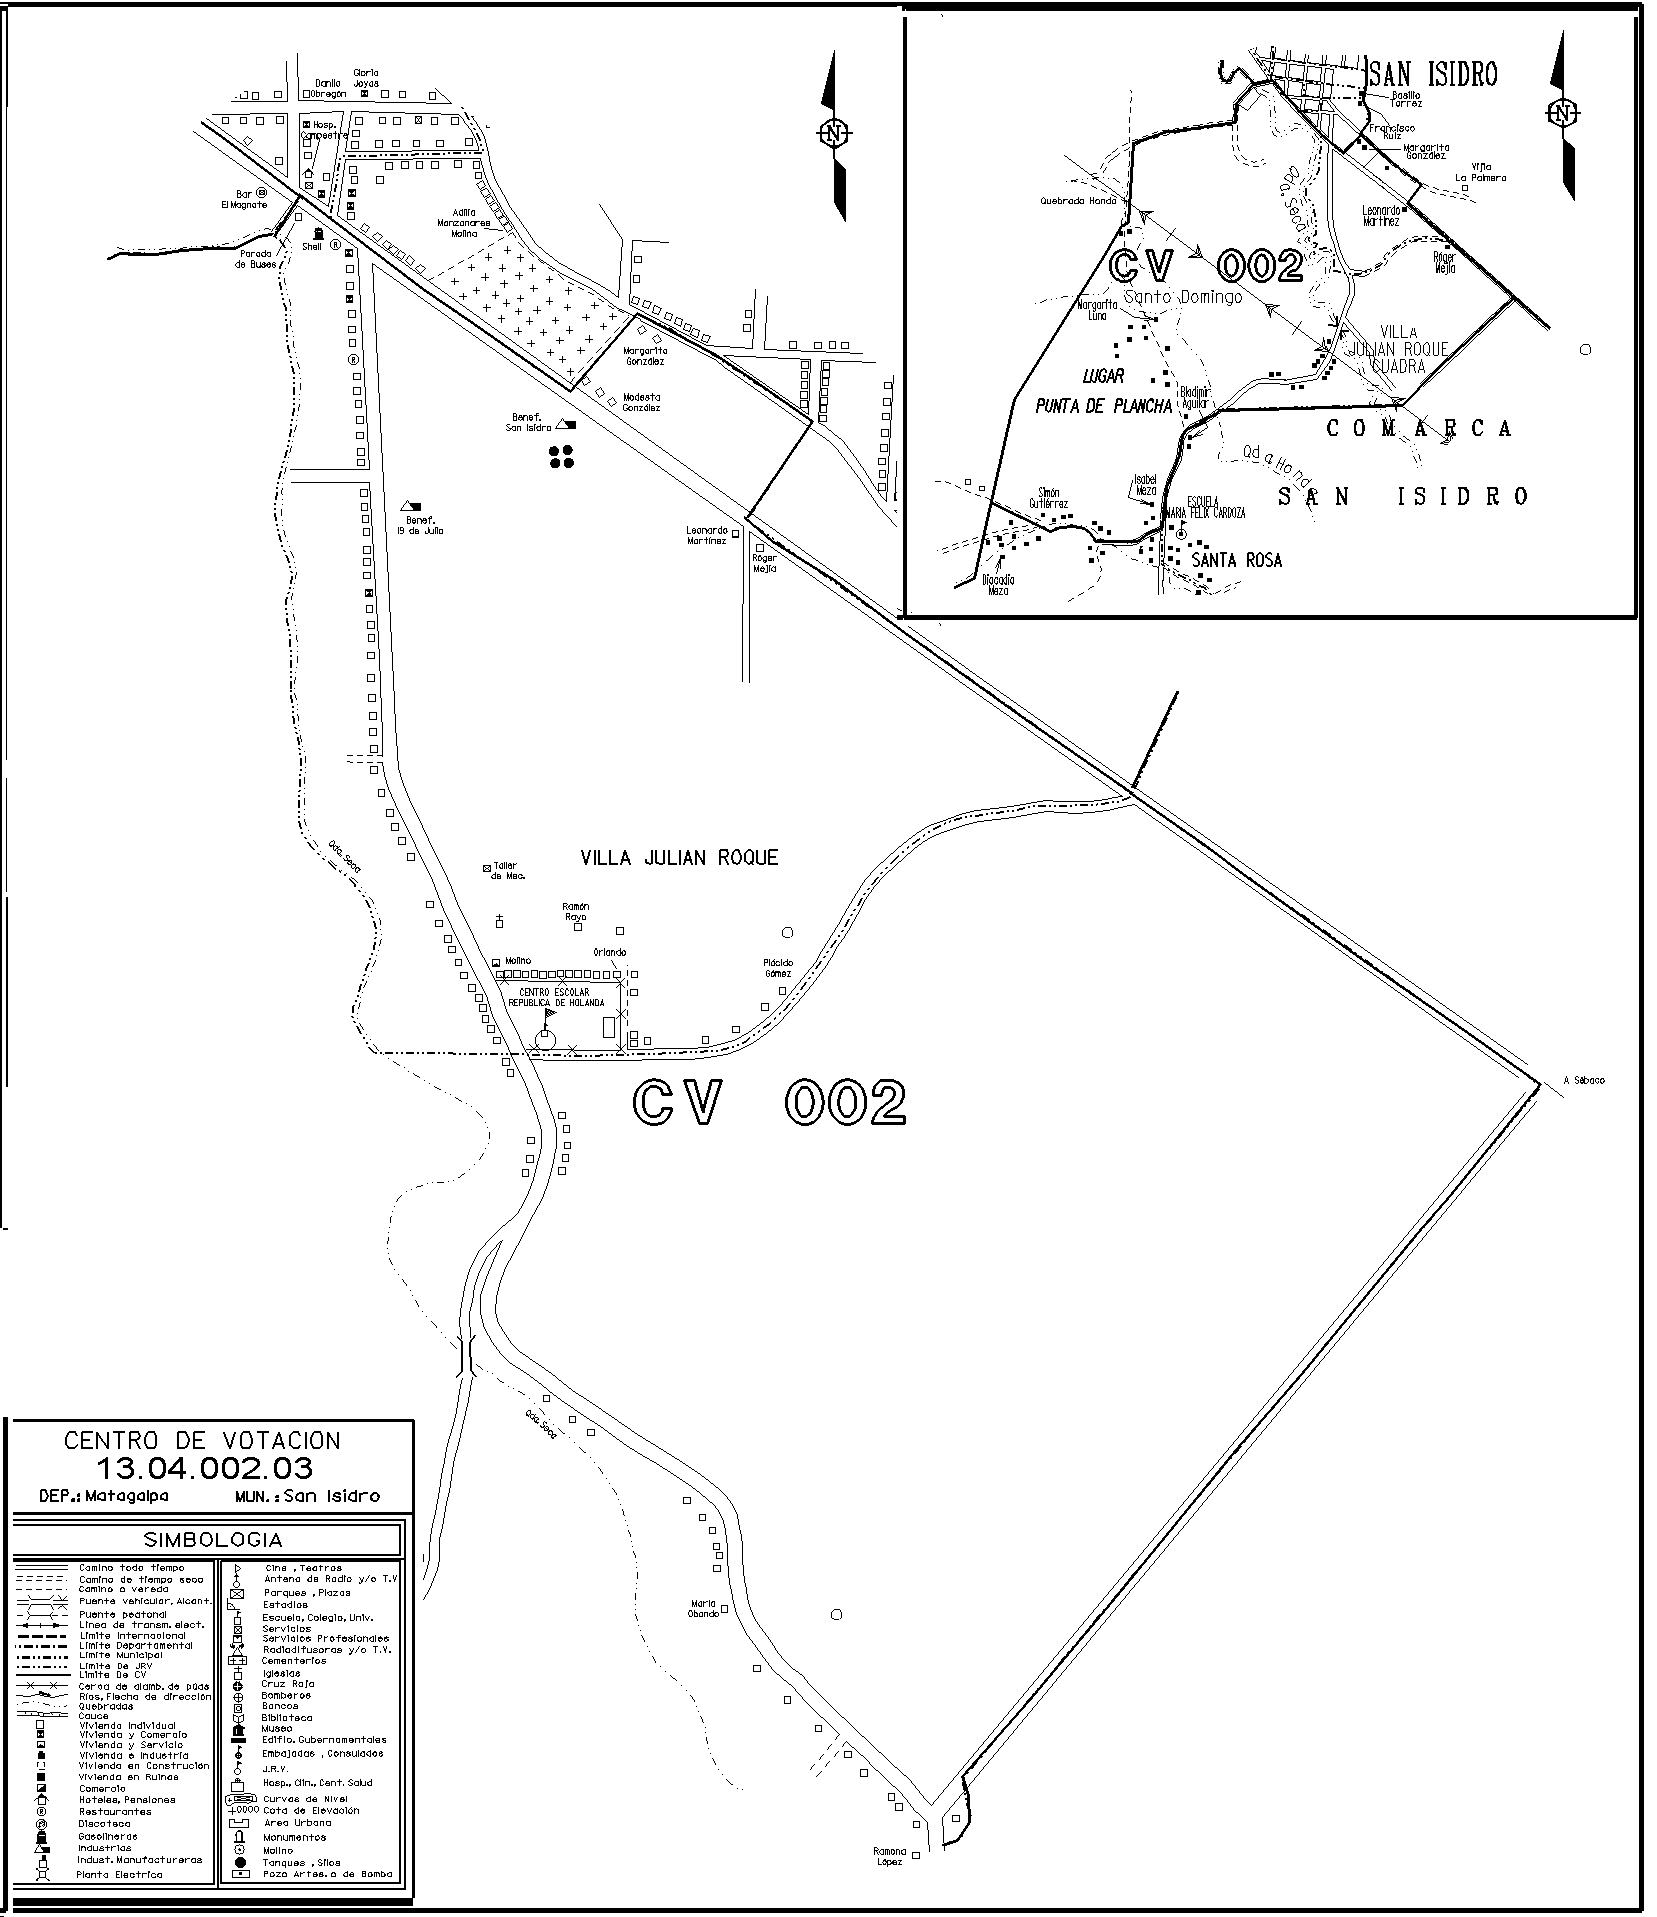 Gloria
Joyas
Danilo
Obregón
Hosp.
Campestre
Bar
El Magnate
Adilia
Manzanares
Molina
Shell
R
Parada
de Buses
R
N
Margarita
González
Modesta
González
Benef.
San Isidro
Benef.
19 de Julio
Leonardo
Martínez
Róger
Mejía
Qda. Seca
Taller
de Mec.
VILLA JULIAN ROQUE
Ramón
Rayo
Molino
Orlando
CENTRO ESCOLAR
REPUBLICA DE HOLANDA
Plácido
Gómez
CV 002
A Sébaco
Qda. Seca
María
Obando
Ramona
López
SAN ISIDRO
Basilio
Torrez
Francisco
Ruiz
Margarita
González
Villa
La Palmera
N
Quebrada Honda
Qda Seca
Leonardo
Martínez
Róger
Mejía
CV 002
Santo Domingo
Margarita
Luna
VILLA
JULIAN ROQUE
CUADRA
LUGAR
PUNTA DE PLANCHA
Bladimir
Aguilar
COMARCA
SAN ISIDRO
Qda Honda
Isabel
Meza
Simón
Gutiérrez
ESCUELA
MARIA FELIX CARDOZA
SANTA ROSA
Diocadia
Meza
CENTRO DE VOTACION
13.04.002.03
DEP.: Matagalpa MUN.: San Isidro
SIMBOLOGIA
Camino todo tiempo
Camino de tiempo seco
Camino o vereda
Puente vehicular, Alcant.
Puente peatonal
Línea de transm. elect.
Límite Internacional
Límite Departamental
Límite Municipal
Límite De JRV
Límite De CV
Cerca de alamb. de púas
Ríos, Flecha de dirección
Quebradas
Cauce
Vivienda Individual
Vivienda y Comercio
Vivienda y Servicio
Vivienda e Industria
Vivienda en Construción
Vivienda en Ruinas
Comercio
Hoteles, Pensiones
Restaurantes
Discoteca
Gasolineras
Industrias
Indust. Manufactureras
Planta Electrica
Cine , Teatros
Antena de Radio y/o T.V
Parques , Plazas
Estadios
Escuela, Colegio, Univ.
Servicios
Servicios Profesionales
Radiodifusoras y/o T.V.
Cementerios
Iglesias
Cruz Roja
Bomberos
Bancos
Biblioteca
Museo
Edific. Gubernamentales
Embajadas , Consulados
J.R.V.
Hosp., Clin., Cent. Salud
Curvas de Nivel
+0000 Cota de Elevación
Area Urbana
Monumentos
Molino
Tanques , Silos
Pozo Artes. o de Bomba